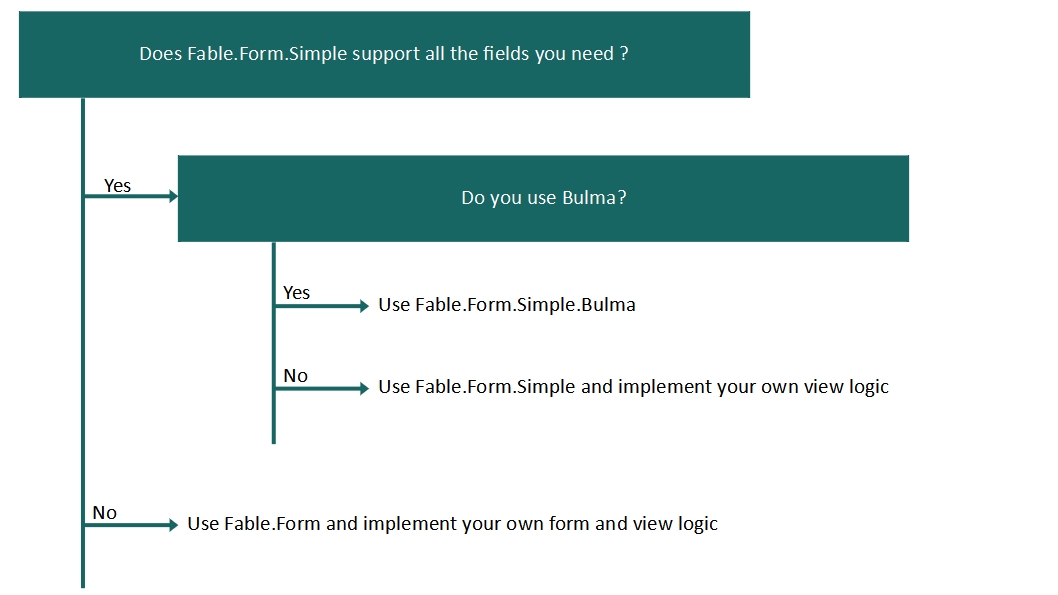 Does Fable.Form.Simple support all the fields you need ?
Yes
Do you use Bulma?
Yes
Use Fable.Form.Simple.Bulma
No
Use Fable.Form.Simple and implement your own view logic
No
Use Fable.Form and implement your own form and view logic